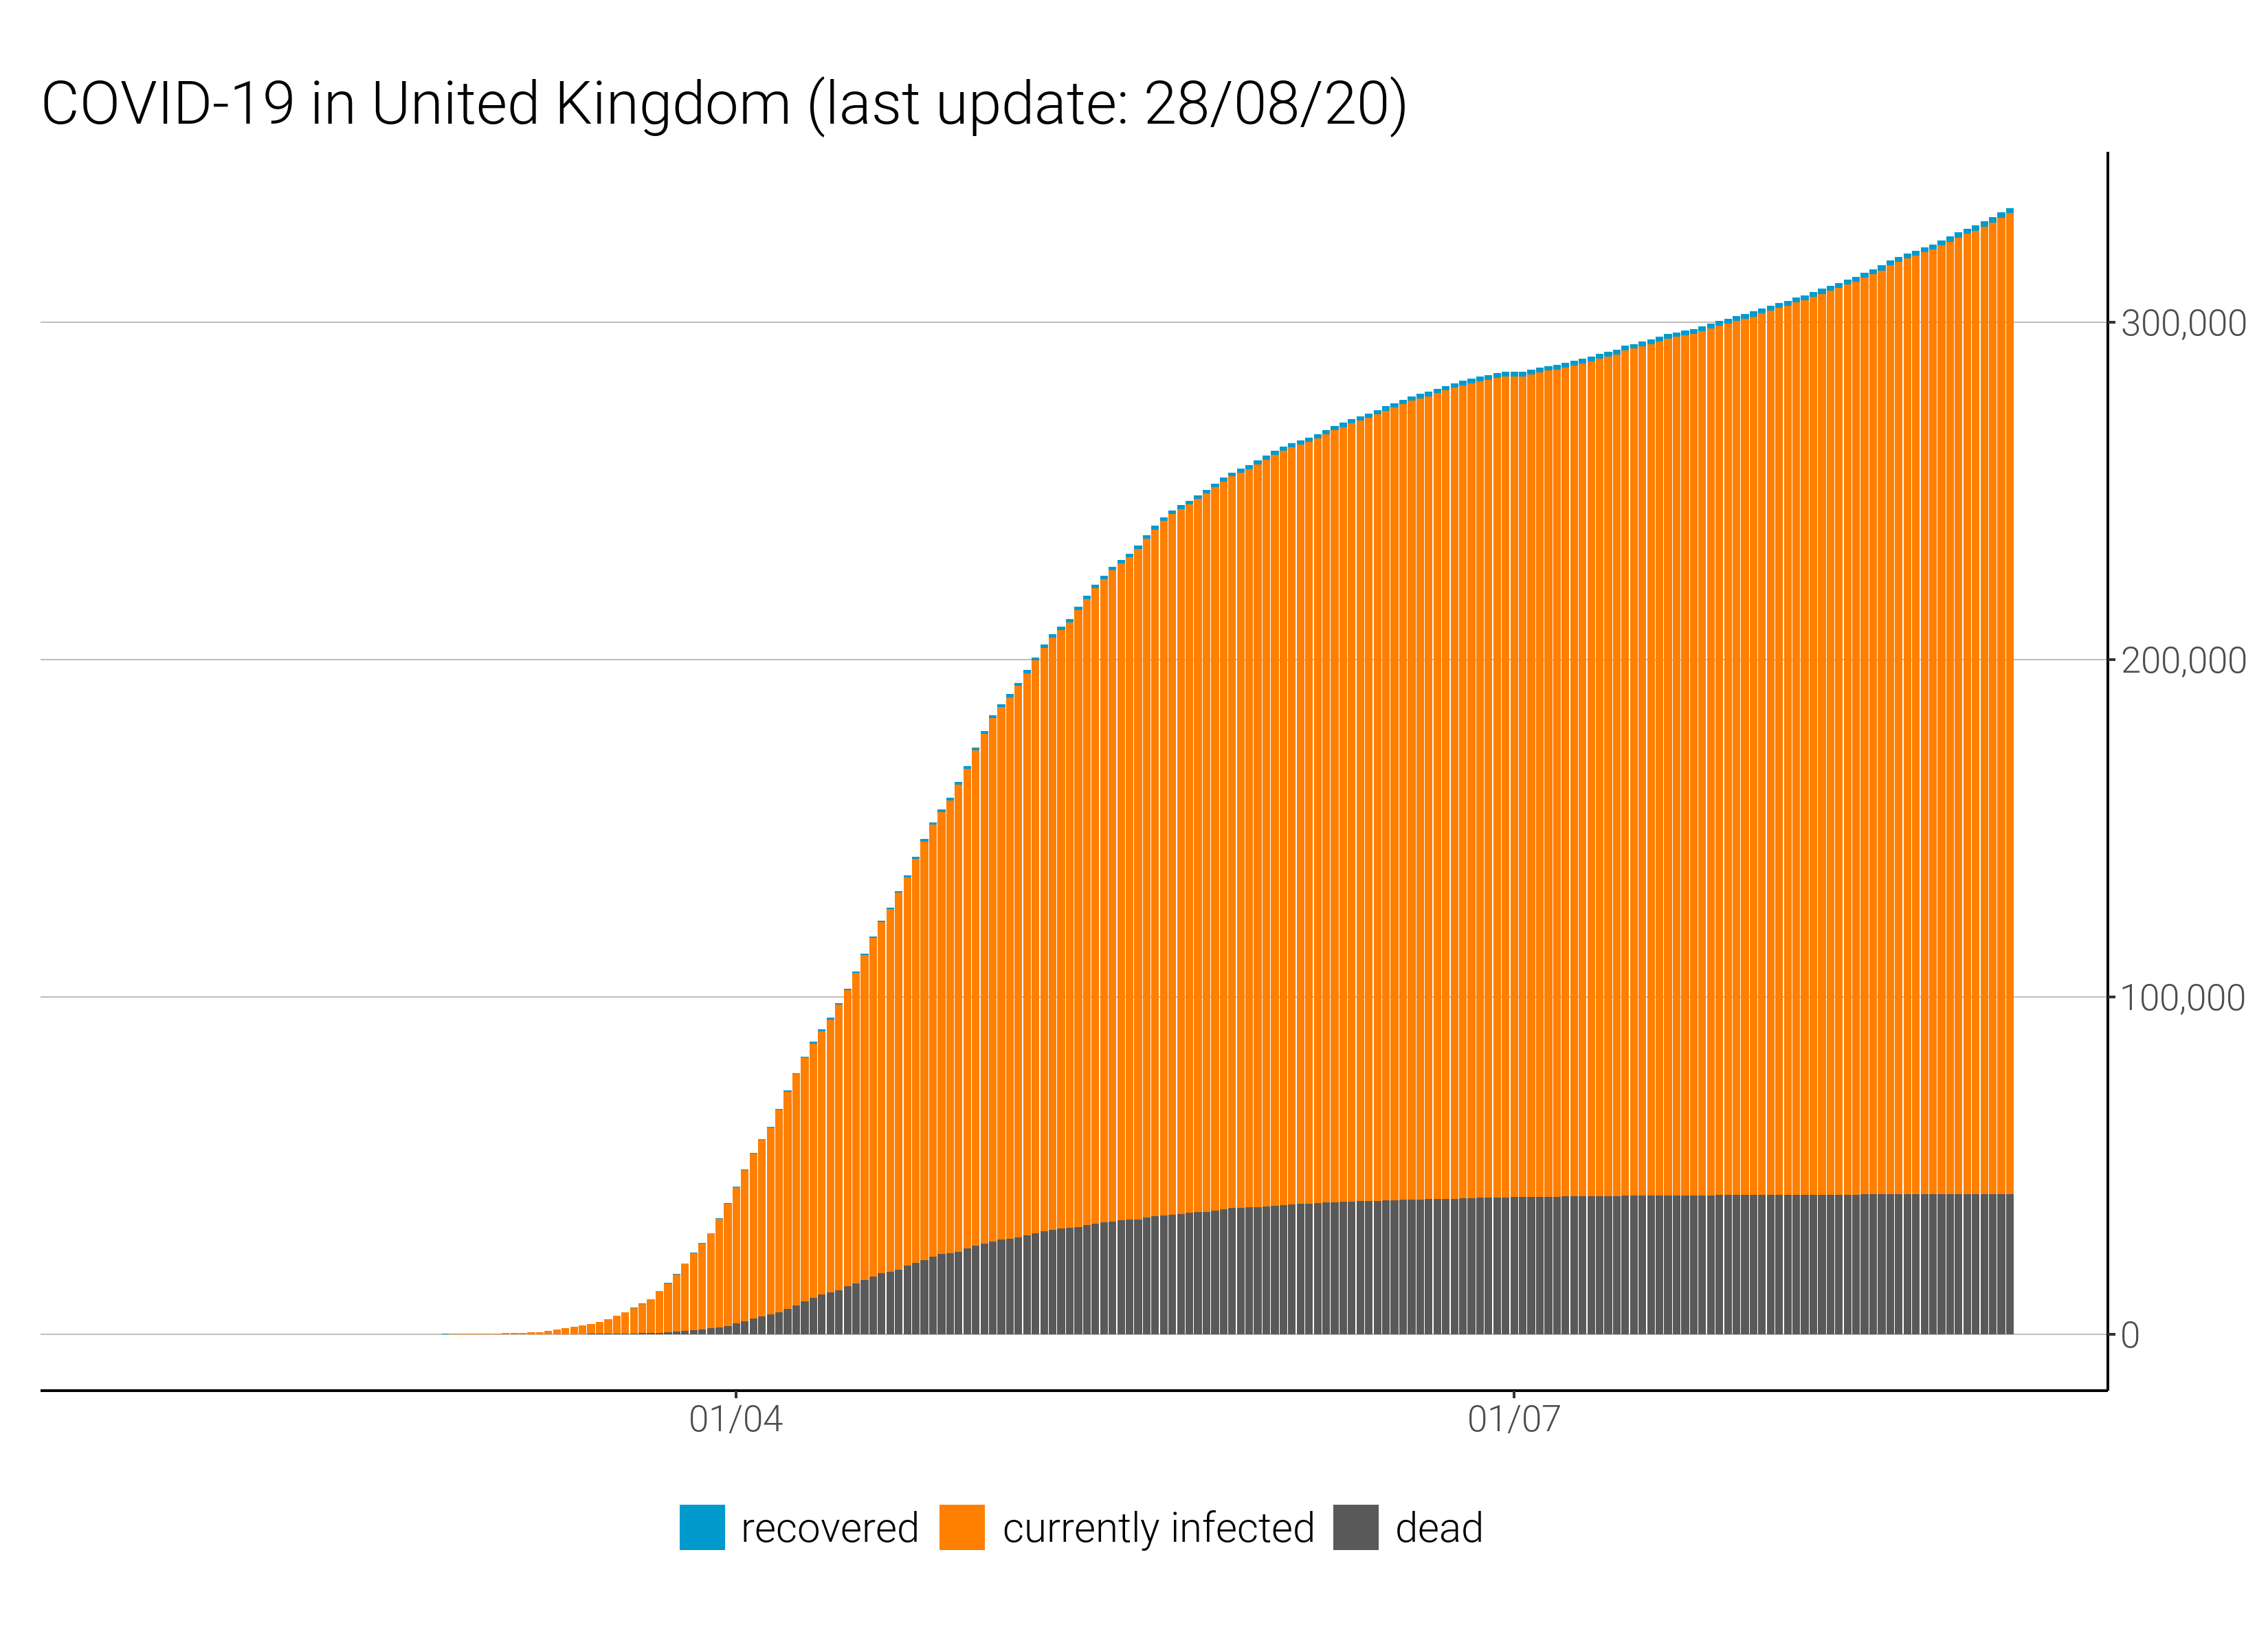 COVID-19 in United Kingdom (last update: 28/08/20)
300,000
200,000
100,000
0
01/04 01/07
recovered currently infected dead